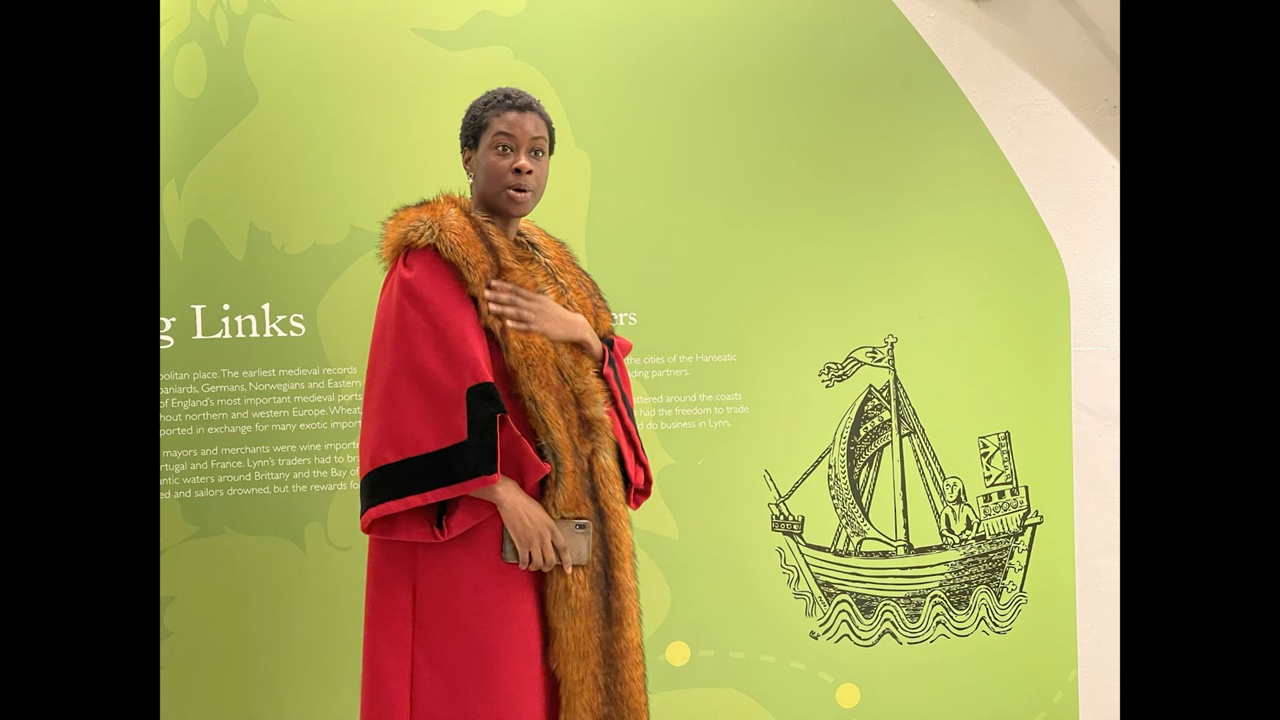 g Links
politan place. The earliest medieval records
paniards, Germans, Norwegians and Eastern
of England's most important medieval ports
hout northern and western Europe. Wheat,
ported in exchange for many exotic import
mayors and merchants were wine importe
rtugal and France. Lynn's traders had to bra
antic waters around Brittany and the Bay of
ed and sailors drowned, but the rewards fo
ers
the cities of the Hanseatic
ding partners.
attered around the coasts
had the freedom to trade
d do business in Lynn.